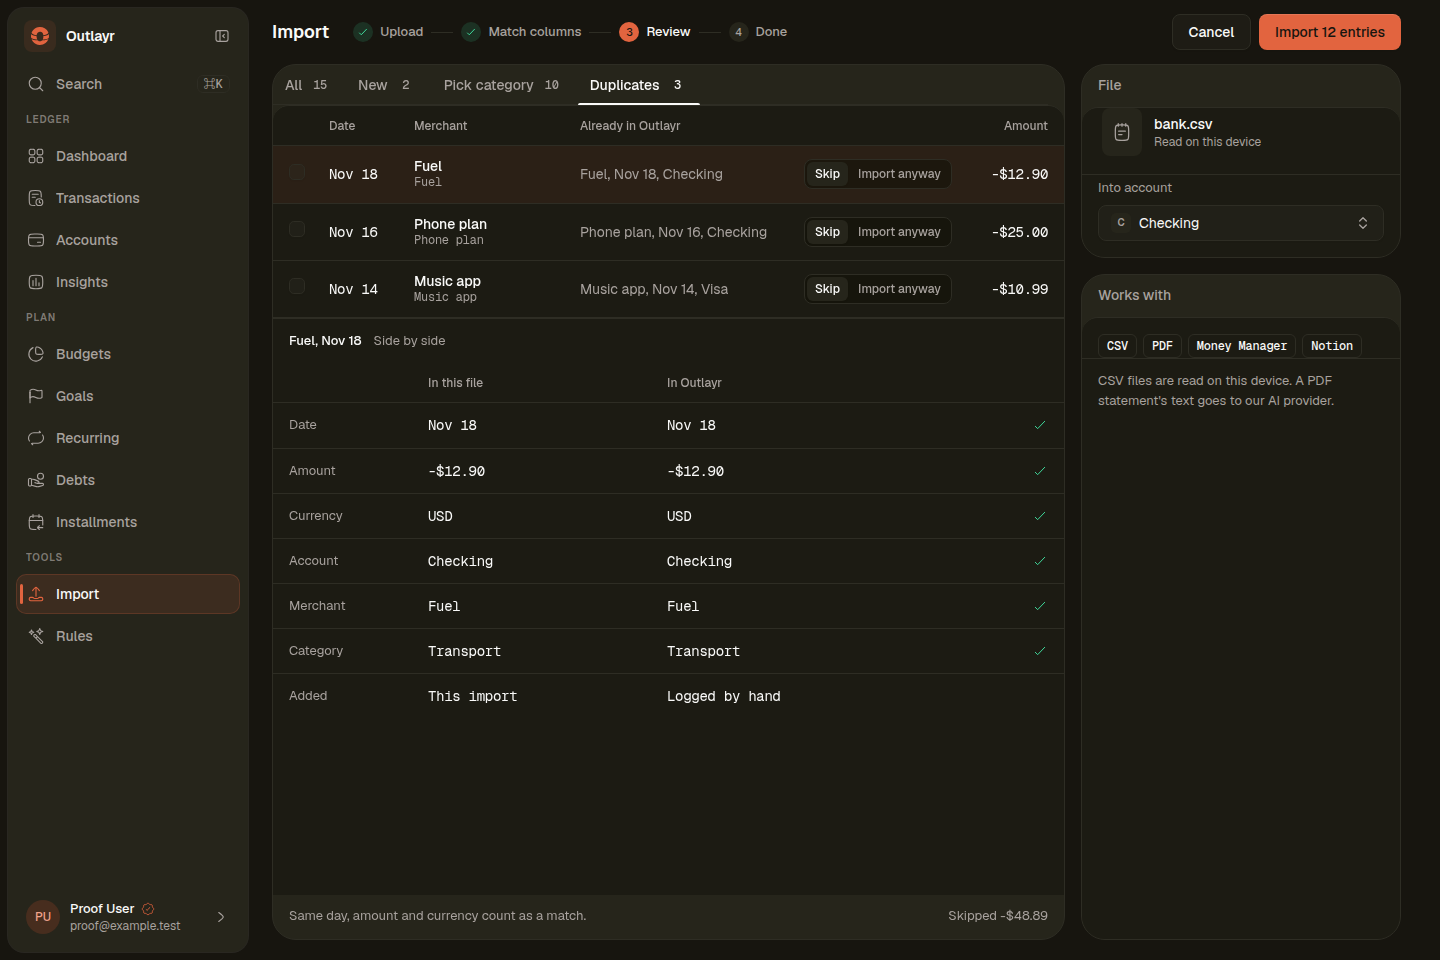 Outlayr
Search ⌘K
LEDGER
Dashboard
Transactions
Accounts
Insights
PLAN
Budgets
Goals
Recurring
Debts
Installments
TOOLS
Import
Rules
PU
Proof User
proof@example.test
Import
Upload
Match columns
3 Review
4 Done
Cancel
Import 12 entries
All 15
New 2
Pick category 10
Duplicates 3
Date Merchant Already in Outlayr Amount
Nov 18 Fuel Fuel, Nov 18, Checking Skip Import anyway -$12.90
Fuel
Nov 16 Phone plan Phone plan, Nov 16, Checking Skip Import anyway -$25.00
Phone plan
Nov 14 Music app Music app, Nov 14, Visa Skip Import anyway -$10.99
Music app
Fuel, Nov 18 Side by side
In this file In Outlayr
Date Nov 18 Nov 18
Amount -$12.90 -$12.90
Currency USD USD
Account Checking Checking
Merchant Fuel Fuel
Category Transport Transport
Added This import Logged by hand
Same day, amount and currency count as a match. Skipped -$48.89
File
bank.csv
Read on this device
Into account
C Checking
Works with
CSV PDF Money Manager Notion
CSV files are read on this device. A PDF
statement's text goes to our AI provider.